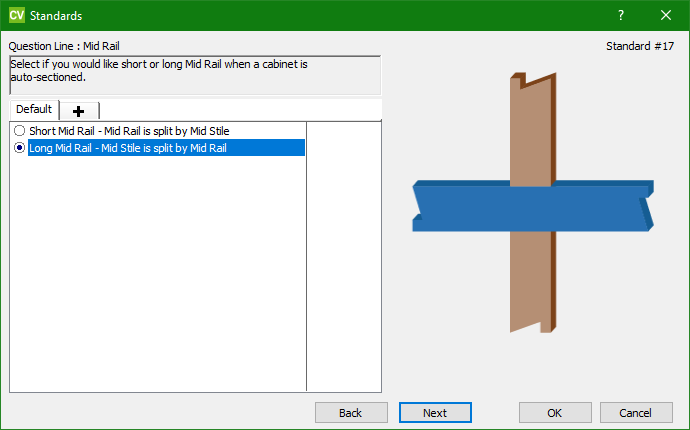 CV Standards ?
Question Line : Mid Rail
Standard #17
Select if you would like short or long Mid Rail when a cabinet is
auto-sectioned.
Default
Short Mid Rail - Mid Rail is split by Mid Stile
Long Mid Rail - Mid Stile is split by Mid Rail
Back Next OK Cancel